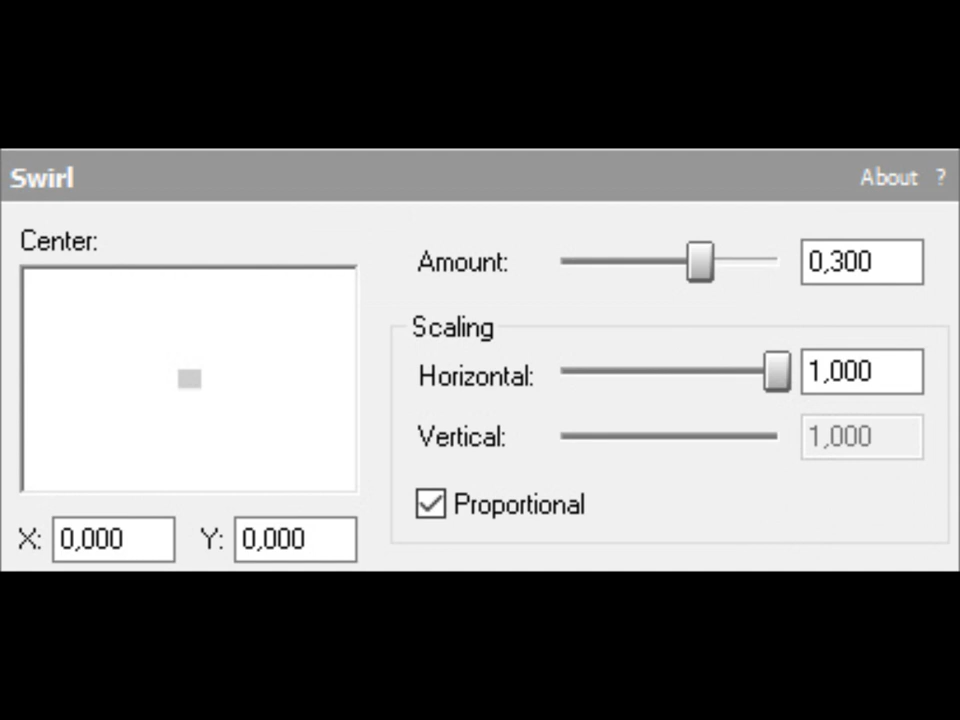 Swirl About ?
Center:
Amount: 0,300
Scaling
Horizontal: 1,000
Vertical: 1,000
Proportional
X: 0,000 Y: 0,000